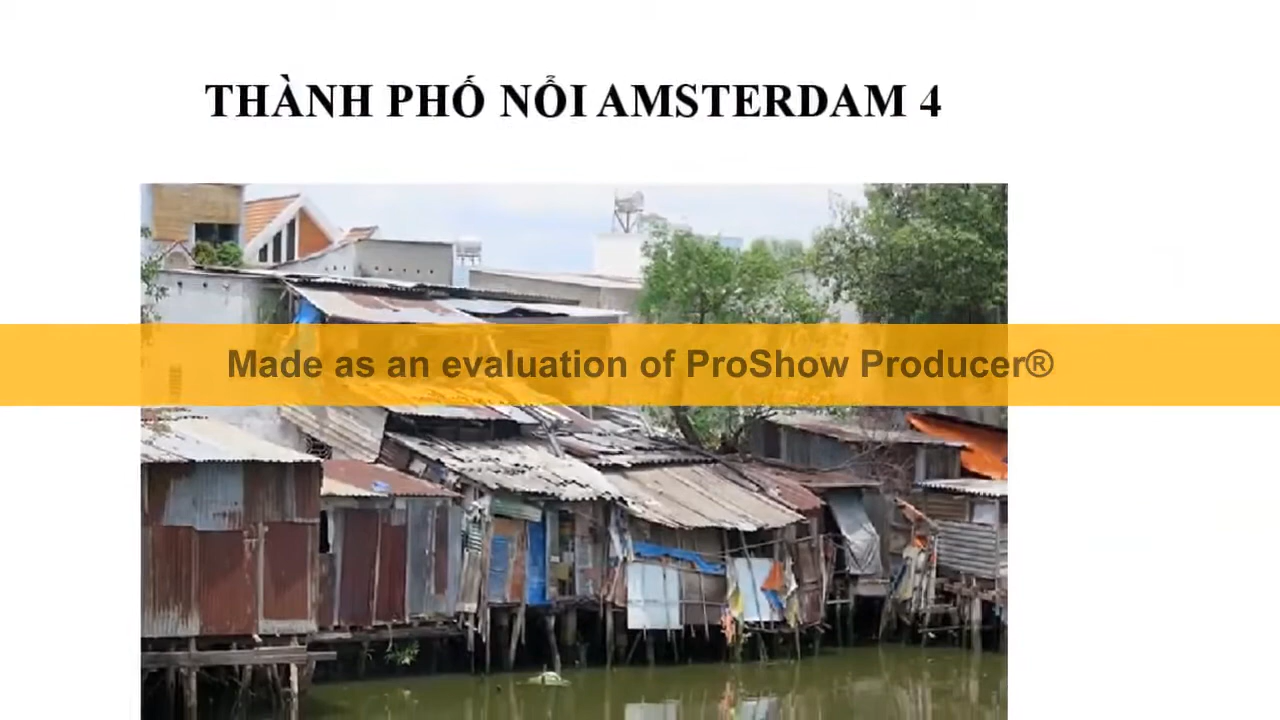 THÀNH PHỐ NỔI AMSTERDAM 4
Made as an evaluation of ProShow Producer®